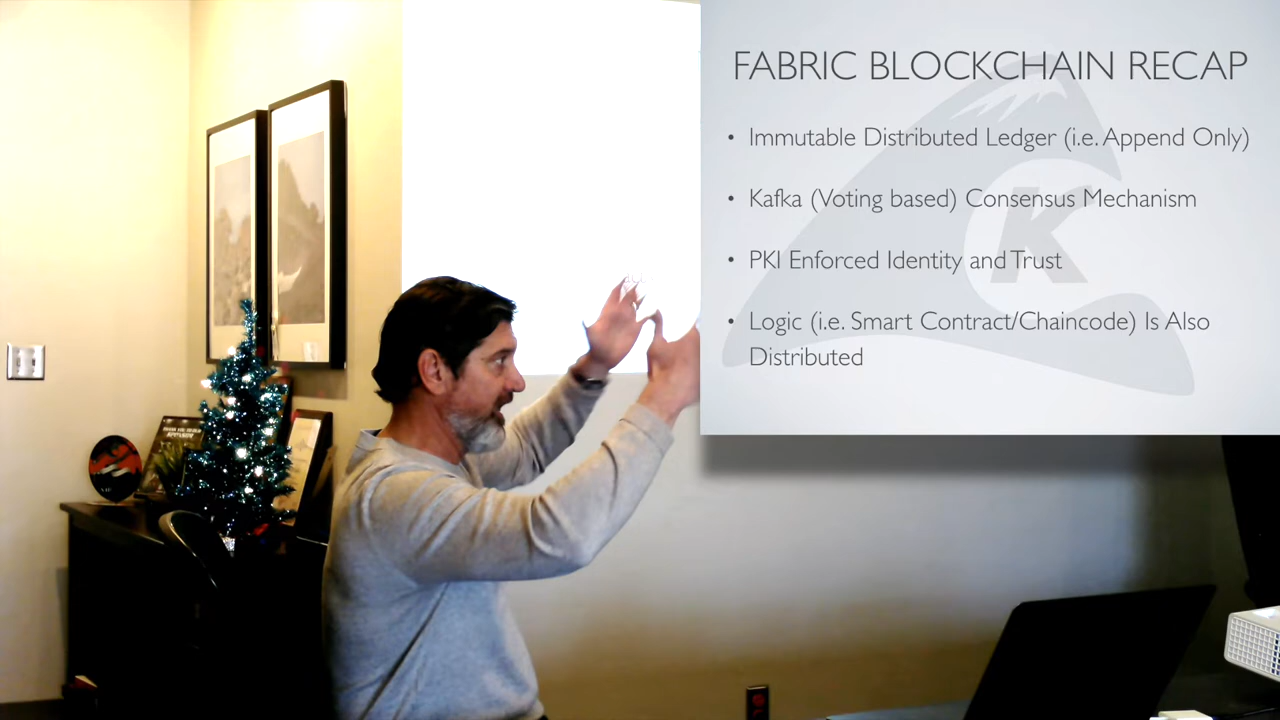 FABRIC BLOCKCHAIN RECAP
• Immutable Distributed Ledger (i.e. Append Only)
• Kafka (Voting based) Consensus Mechanism
• PKI Enforced Identity and Trust
• Logic (i.e. Smart Contract/Chaincode) Is Also
Distributed
K